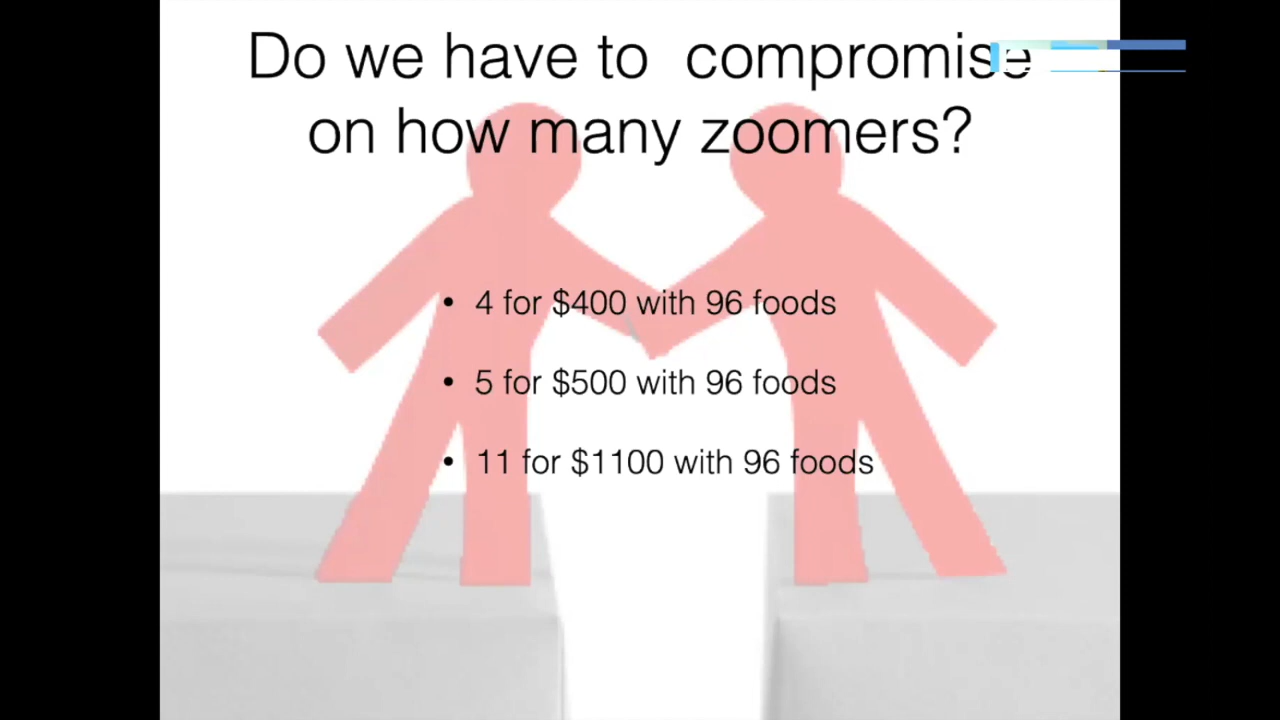 Do we have to  compromise
on how many zoomers?
• 4 for $400 with 96 foods
• 5 for $500 with 96 foods
• 11 for $1100 with 96 foods